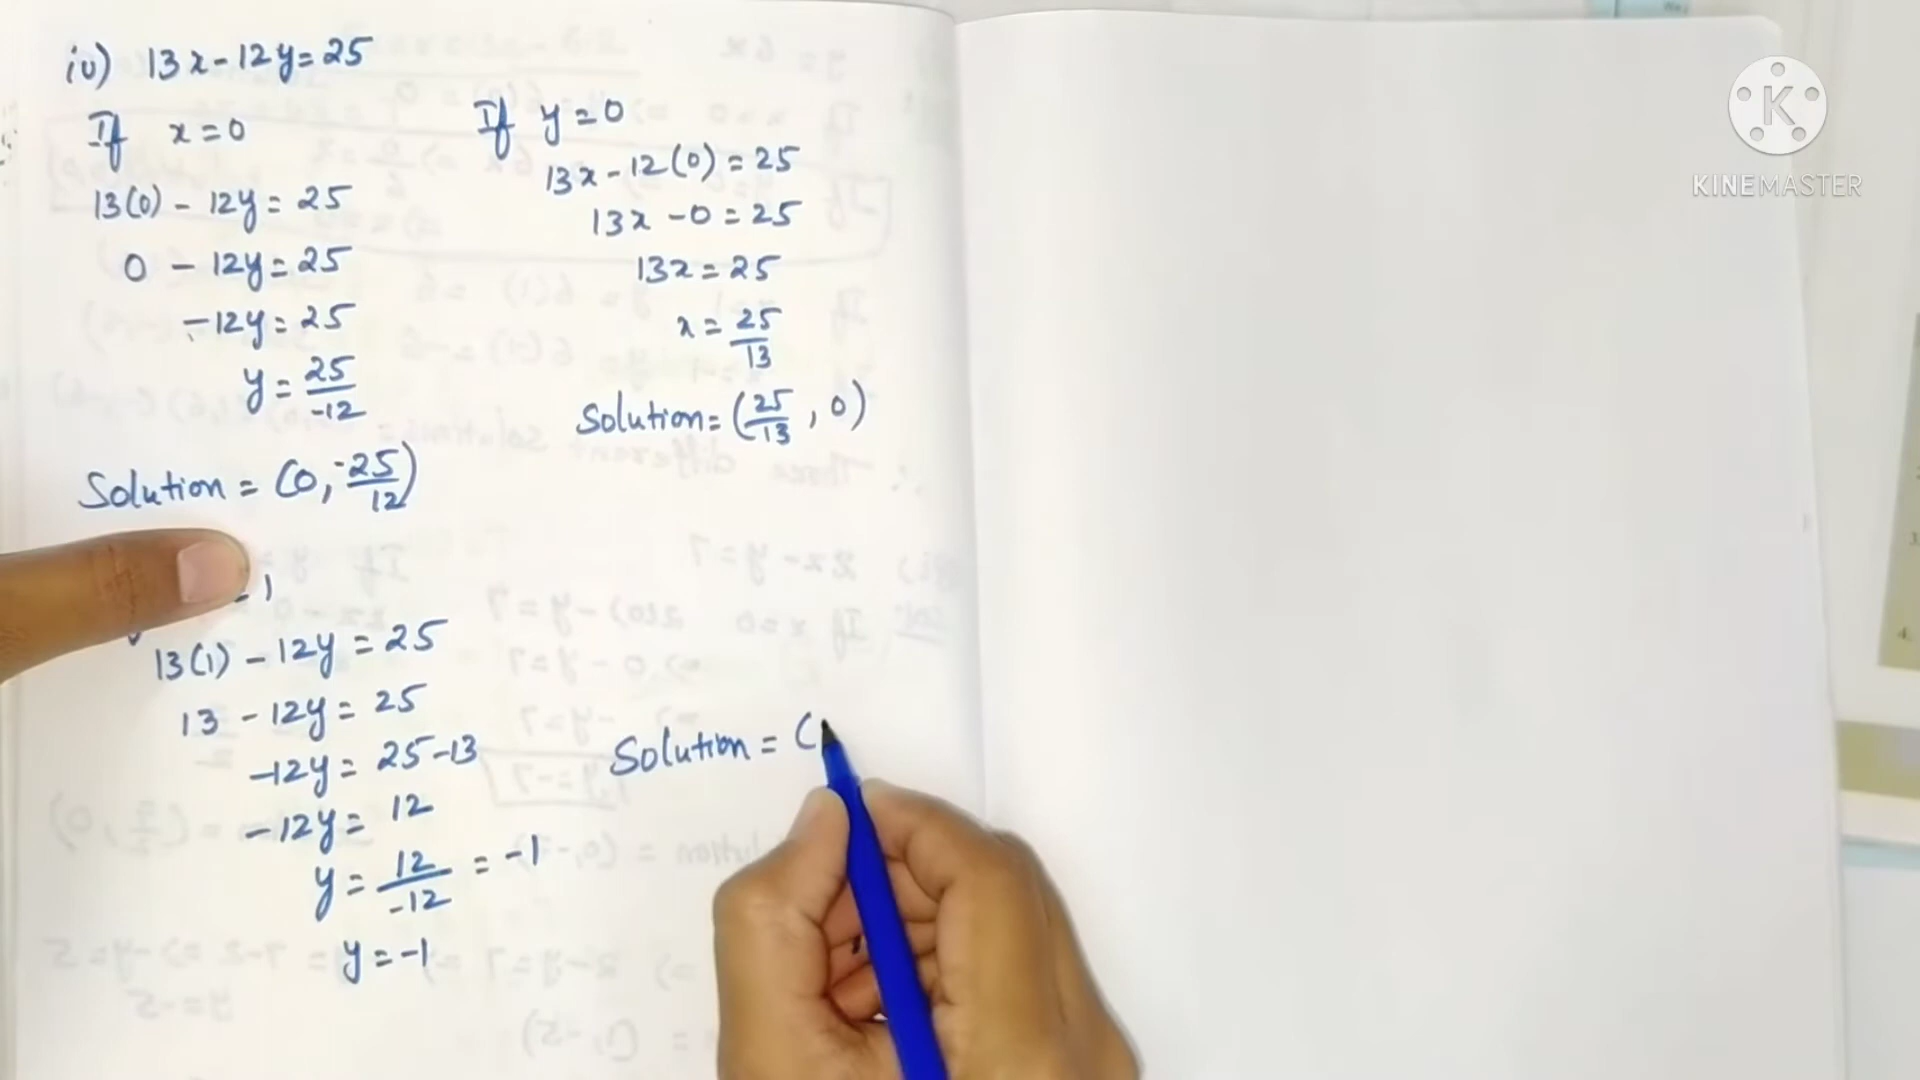 iv) 13x - 12y = 25
If x = 0
13(0) - 12y = 25
0 - 12y = 25
-12y = 25
y = 25/-12
Solution = (0, -25/12)
If y = 0
13x - 12(0) = 25
13x - 0 = 25
13x = 25
x = 25/13
Solution = (25/13, 0)
= 1
13(1) - 12y = 25
13 - 12y = 25
-12y = 25-13
-12y = 12
y = 12/-12 = -1
y = -1
Solution = (
K
KINEMASTER